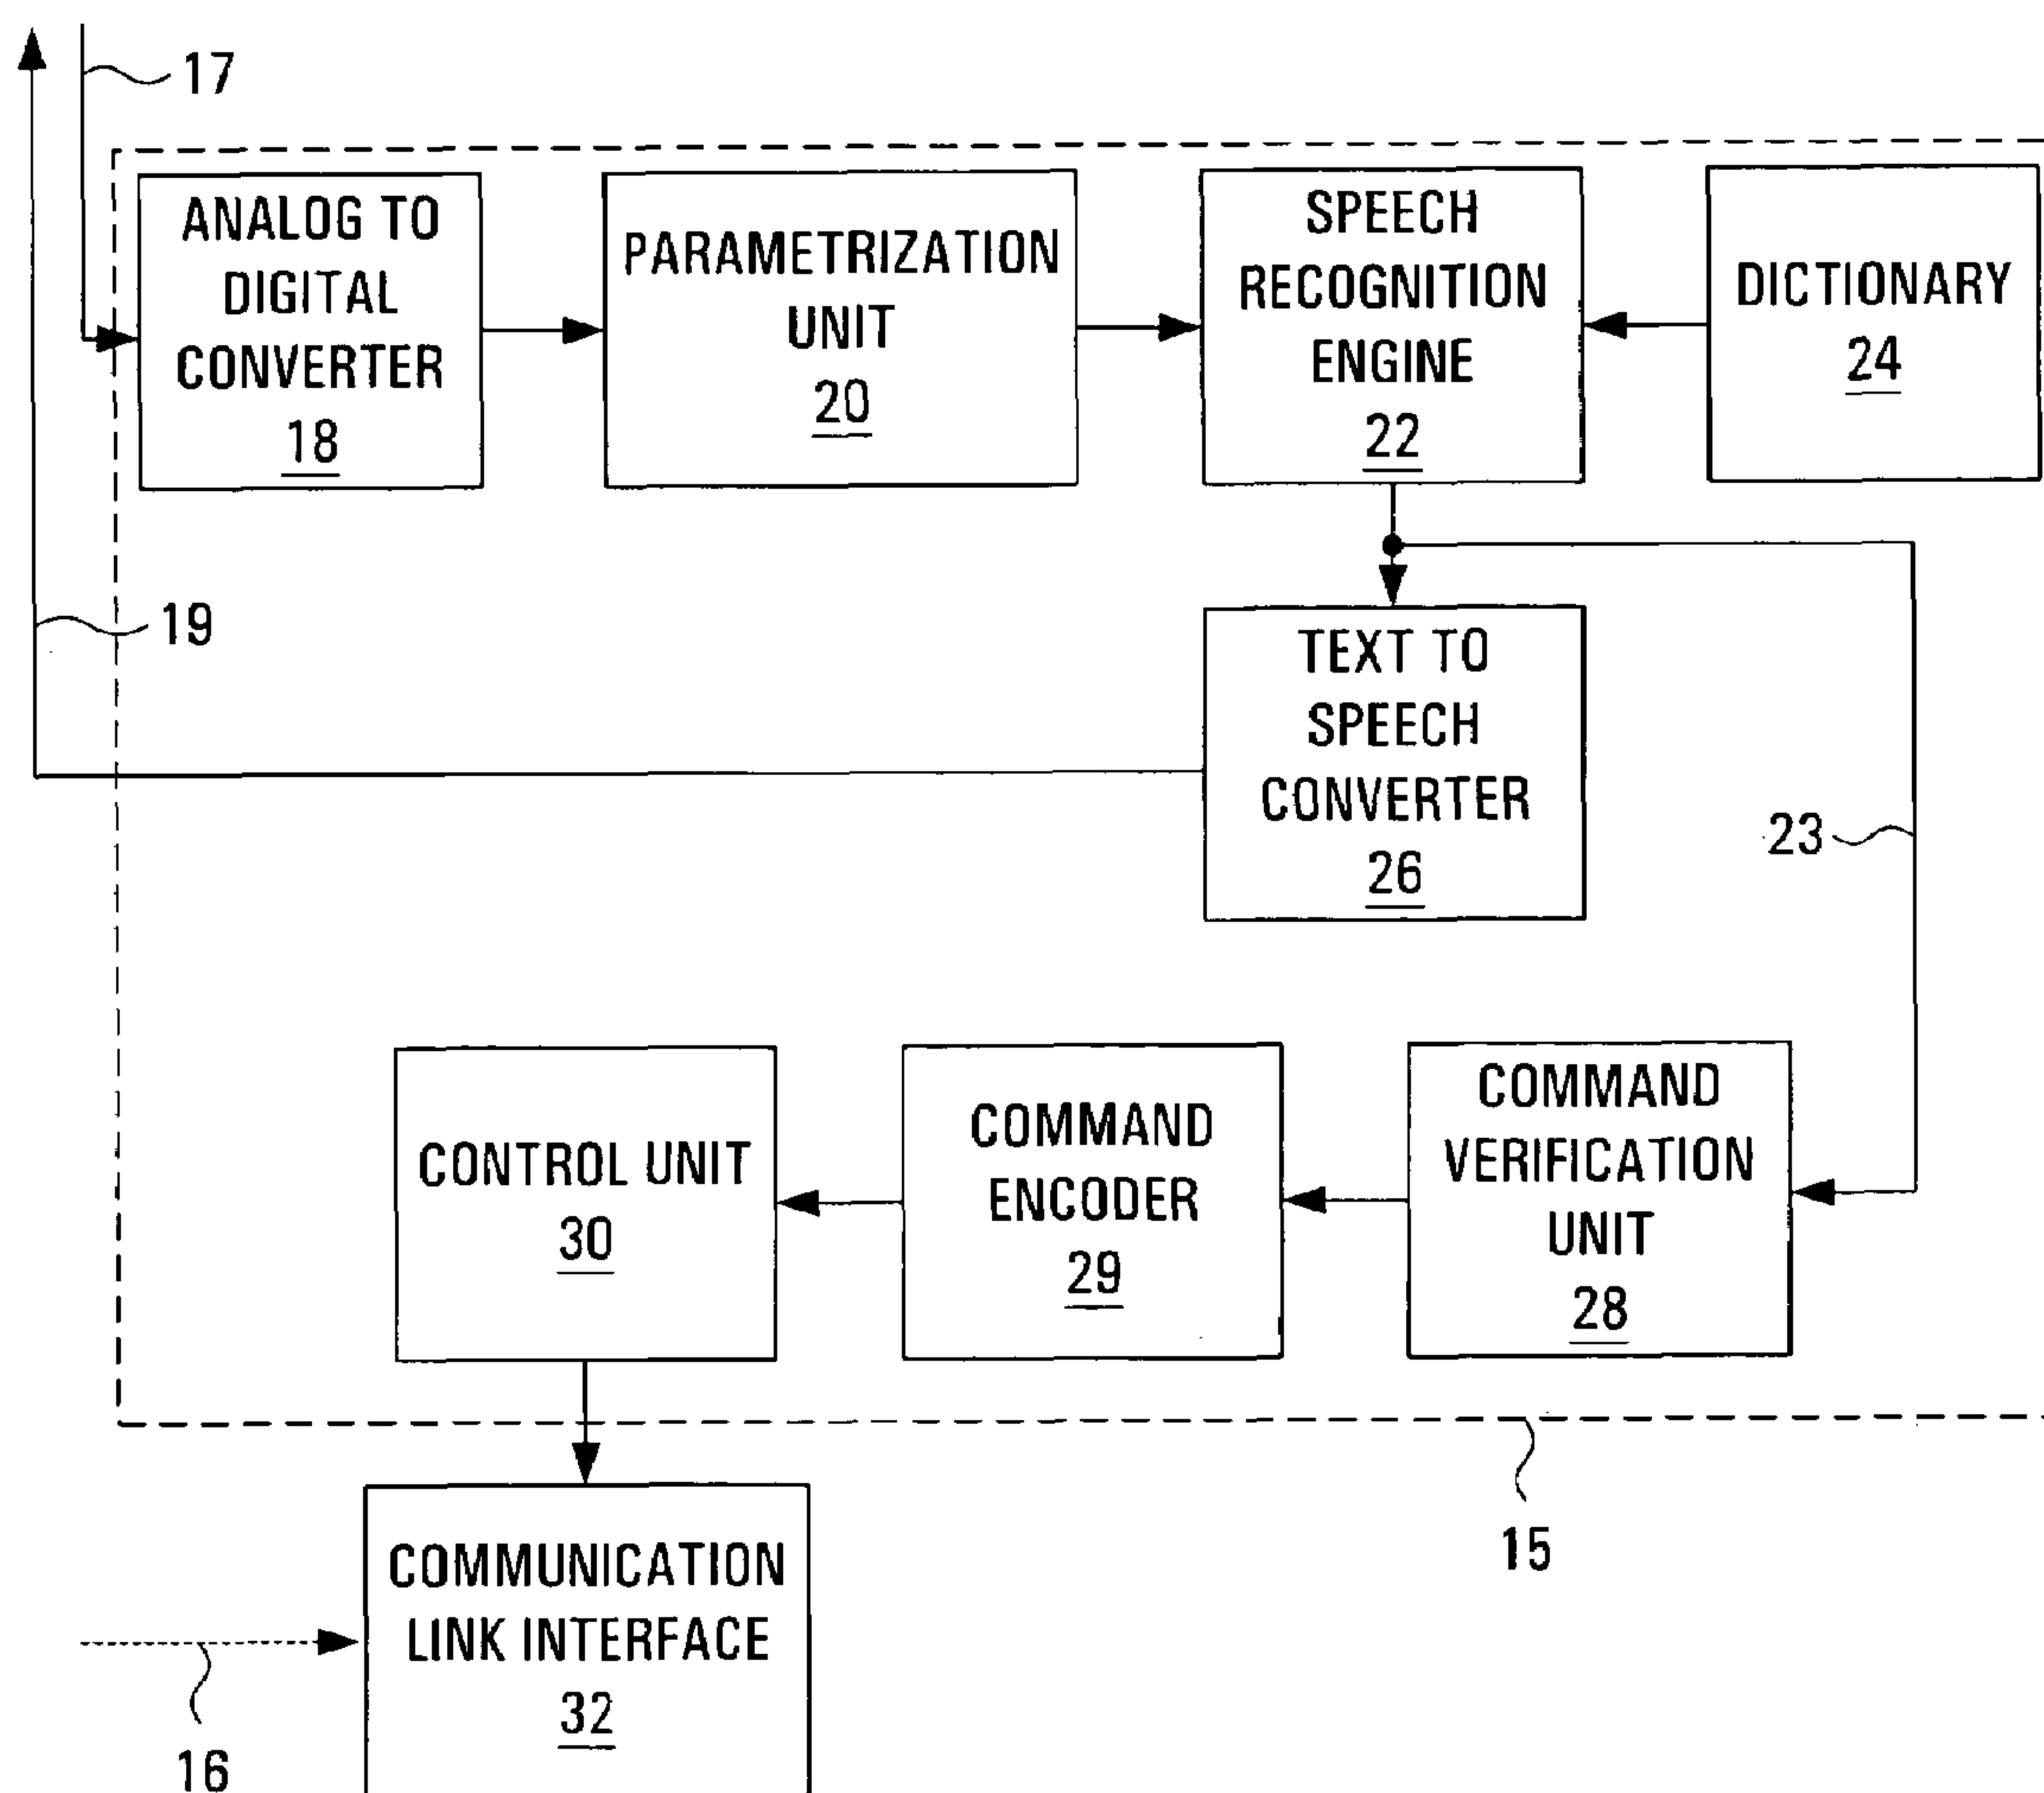 17
ANALOG TO
DIGITAL
CONVERTER
18
PARAMETRIZATION
UNIT
20
SPEECH
RECOGNITION
ENGINE
22
DICTIONARY
24
19
TEXT TO
SPEECH
CONVERTER
26
23
CONTROL UNIT
30
COMMAND
ENCODER
29
COMMAND
VERIFICATION
UNIT
28
15
COMMUNICATION
LINK INTERFACE
32
16